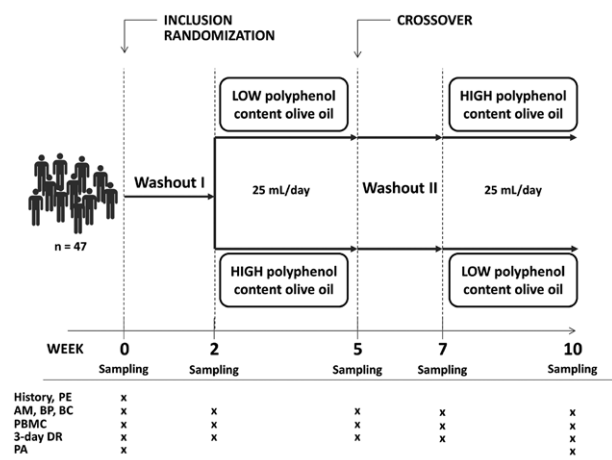 INCLUSION
RANDOMIZATION
CROSSOVER
LOW polyphenol
content olive oil
HIGH polyphenol
content olive oil
Washout I
25 mL/day
Washout II
25 mL/day
n = 47
HIGH polyphenol
content olive oil
LOW polyphenol
content olive oil
WEEK 0 2 5 7 10
Sampling Sampling Sampling Sampling Sampling
History, PE x
AM, BP, BC x x x x x
PBMC x x x x x
3-day DR x x x x x
PA x x